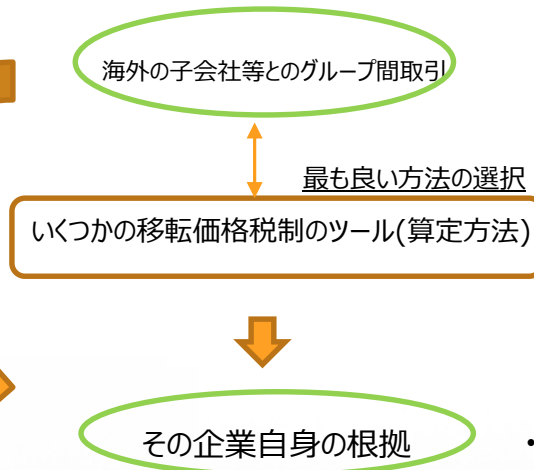 海外の子会社等とのグループ間取引
最も良い方法の選択
いくつかの移転価格税制のツール(算定方法)
その企業自身の根拠
・